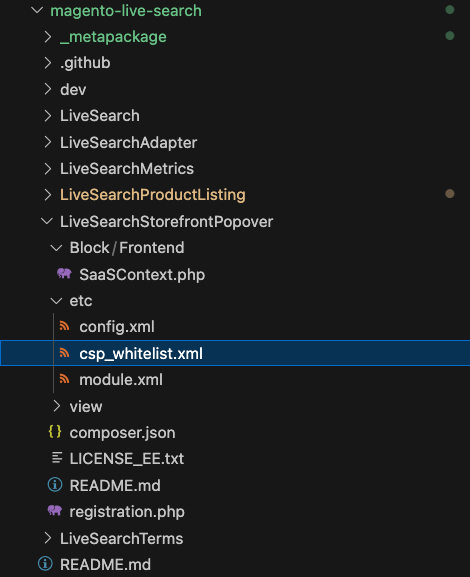 magento-live-search
_metapackage
.github
dev
LiveSearch
LiveSearchAdapter
LiveSearchMetrics
LiveSearchProductListing
LiveSearchStorefrontPopover
Block/Frontend
SaaSContext.php
etc
config.xml
csp_whitelist.xml
module.xml
view
{} composer.json
LICENSE_EE.txt
README.md
registration.php
LiveSearchTerms
README.md